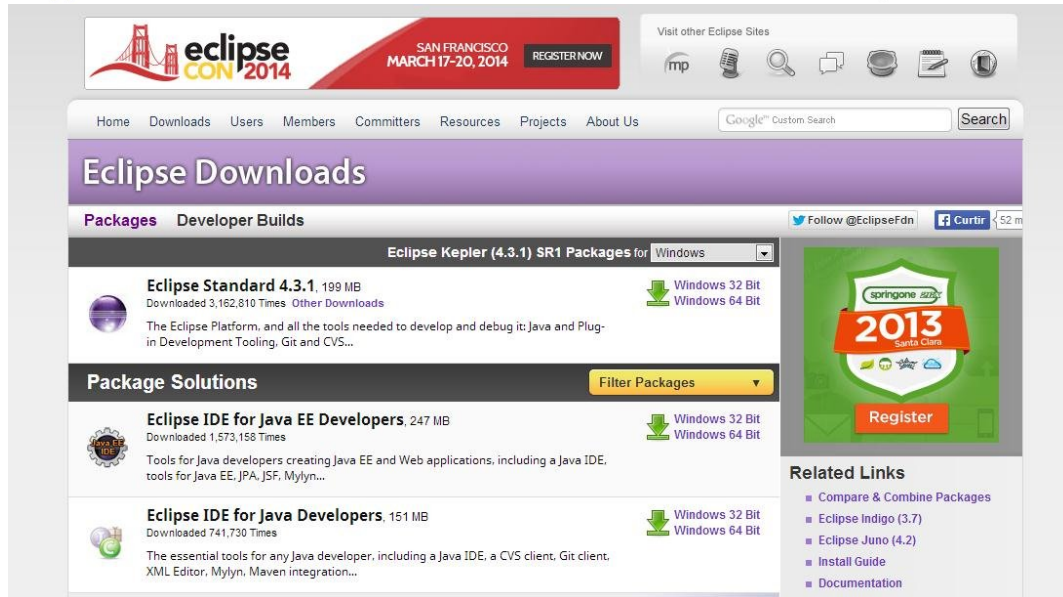 eclipse
CON 2014
SAN FRANCISCO
MARCH 17-20, 2014
REGISTER NOW
Visit other Eclipse Sites
mp
Home Downloads Users Members Committers Resources Projects About Us
Google™ Custom Search
Search
Eclipse Downloads
Packages Developer Builds
Follow @EclipseFdn
Curtir
52 m
Eclipse Kepler (4.3.1) SR1 Packages for Windows
Eclipse Standard 4.3.1, 199 MB
Downloaded 3,162,810 Times Other Downloads
The Eclipse Platform, and all the tools needed to develop and debug it: Java and Plug-
in Development Tooling, Git and CVS...
Windows 32 Bit
Windows 64 Bit
Package Solutions
Filter Packages
Eclipse IDE for Java EE Developers, 247 MB
Downloaded 1,573,158 Times
Tools for Java developers creating Java EE and Web applications, including a Java IDE,
tools for Java EE, JPA, JSF, Mylyn...
Java EE
IDE
Windows 32 Bit
Windows 64 Bit
Eclipse IDE for Java Developers, 151 MB
Downloaded 741,730 Times
The essential tools for any Java developer, including a Java IDE, a CVS client, Git client,
XML Editor, Mylyn, Maven integration...
Windows 32 Bit
Windows 64 Bit
springone
2013
Santa Clara
Register
Related Links
Compare & Combine Packages
Eclipse Indigo (3.7)
Eclipse Juno (4.2)
Install Guide
Documentation